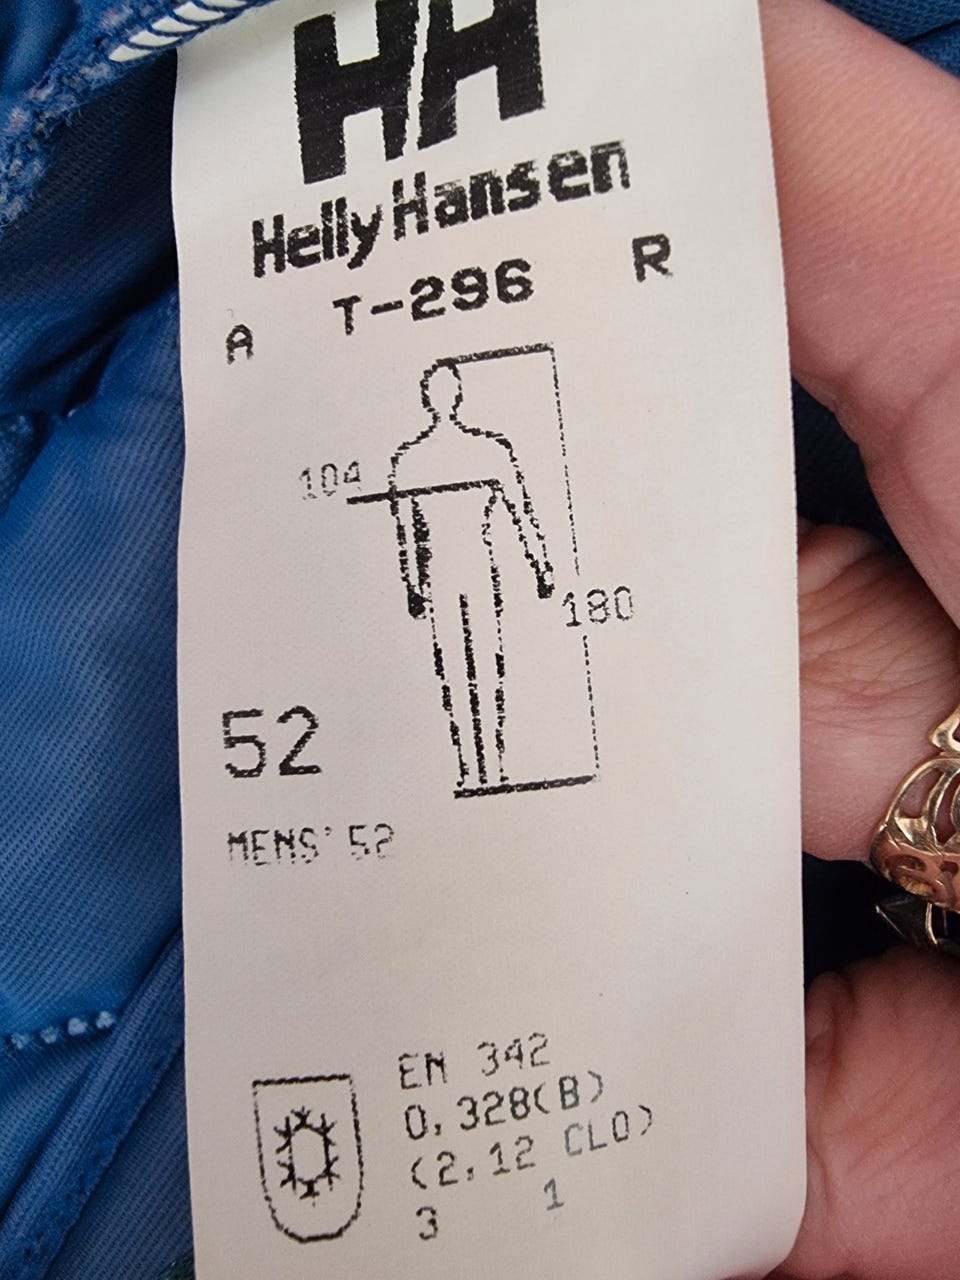 HH
Helly Hansen
A T-296 R
104
180
52
MENS' 52
EN 342
0.328(B)
(2.12 CLO)
3 1